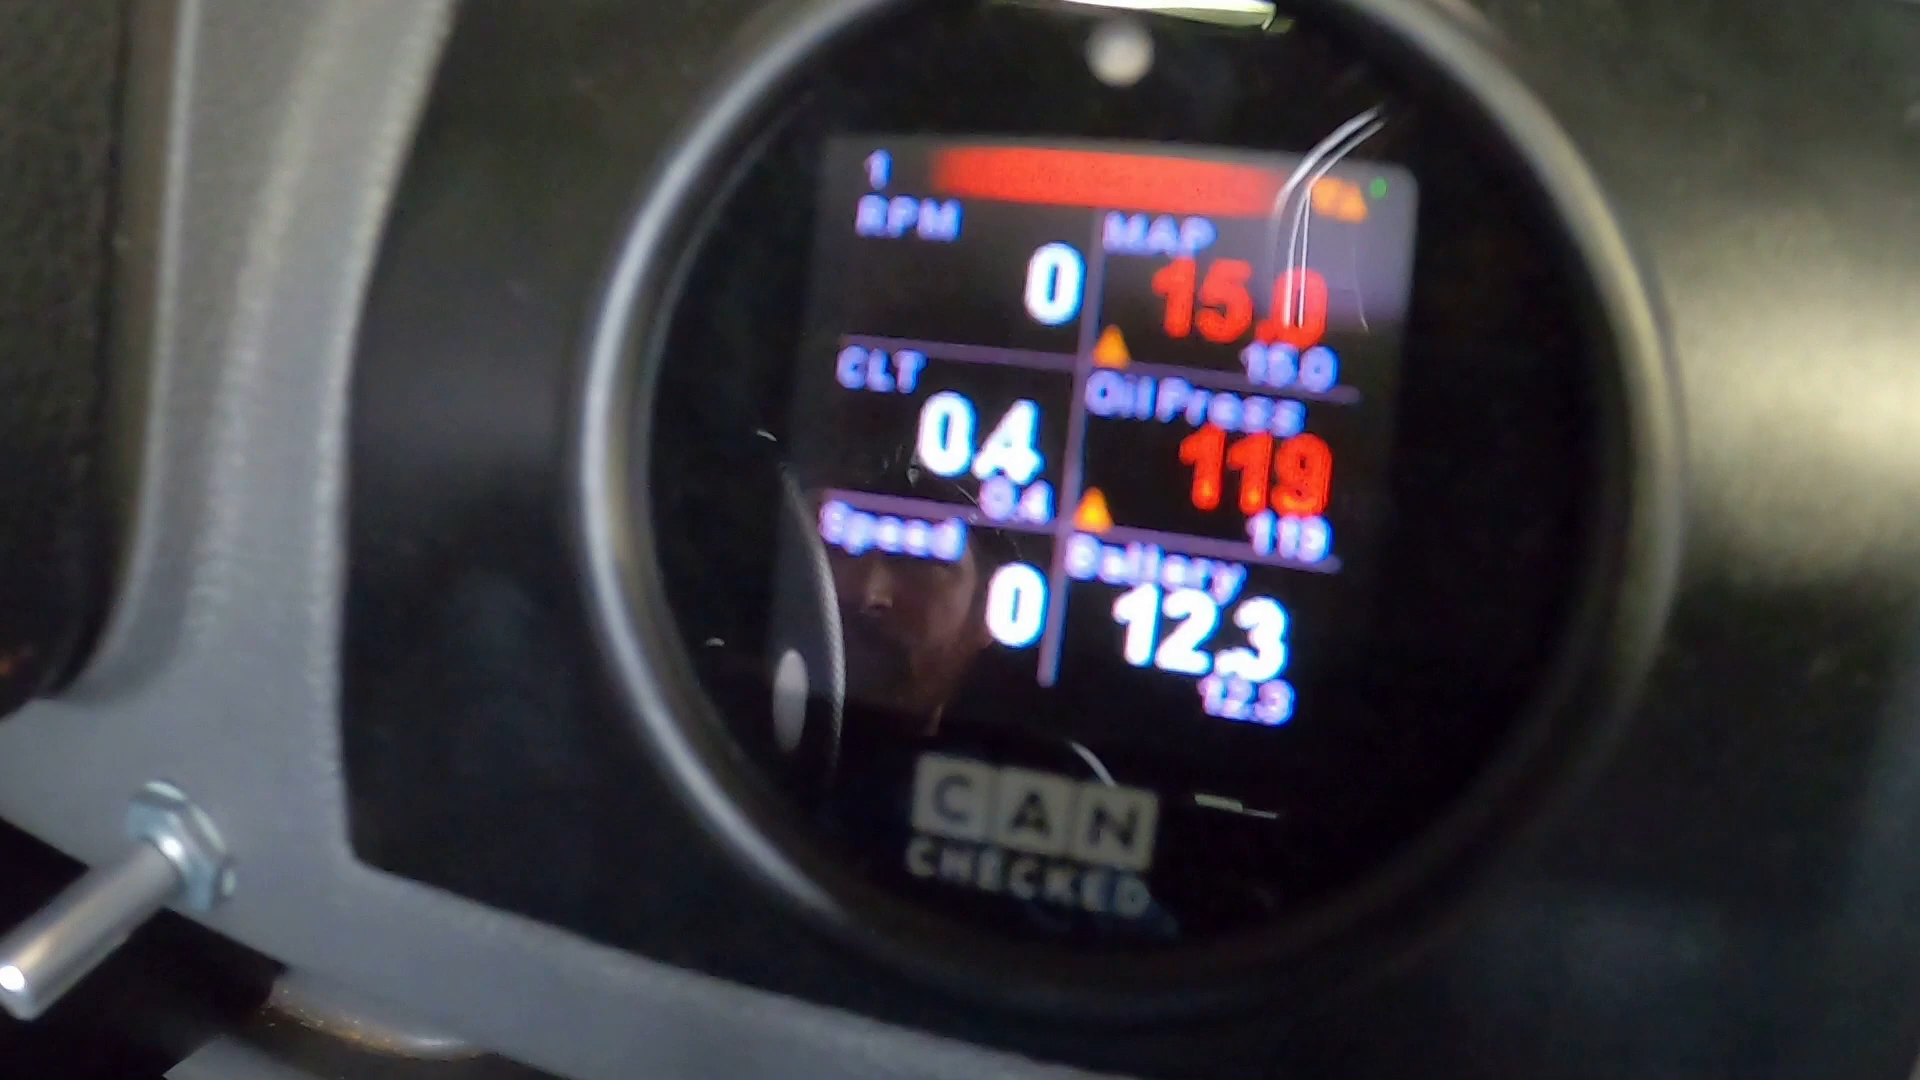 1
RPM
0
MAP
15.0
15.0
CLT
0.4
0.4
Oil Press
119
119
Speed
0
Battery
12.3
12.3
CAN
CHECKED